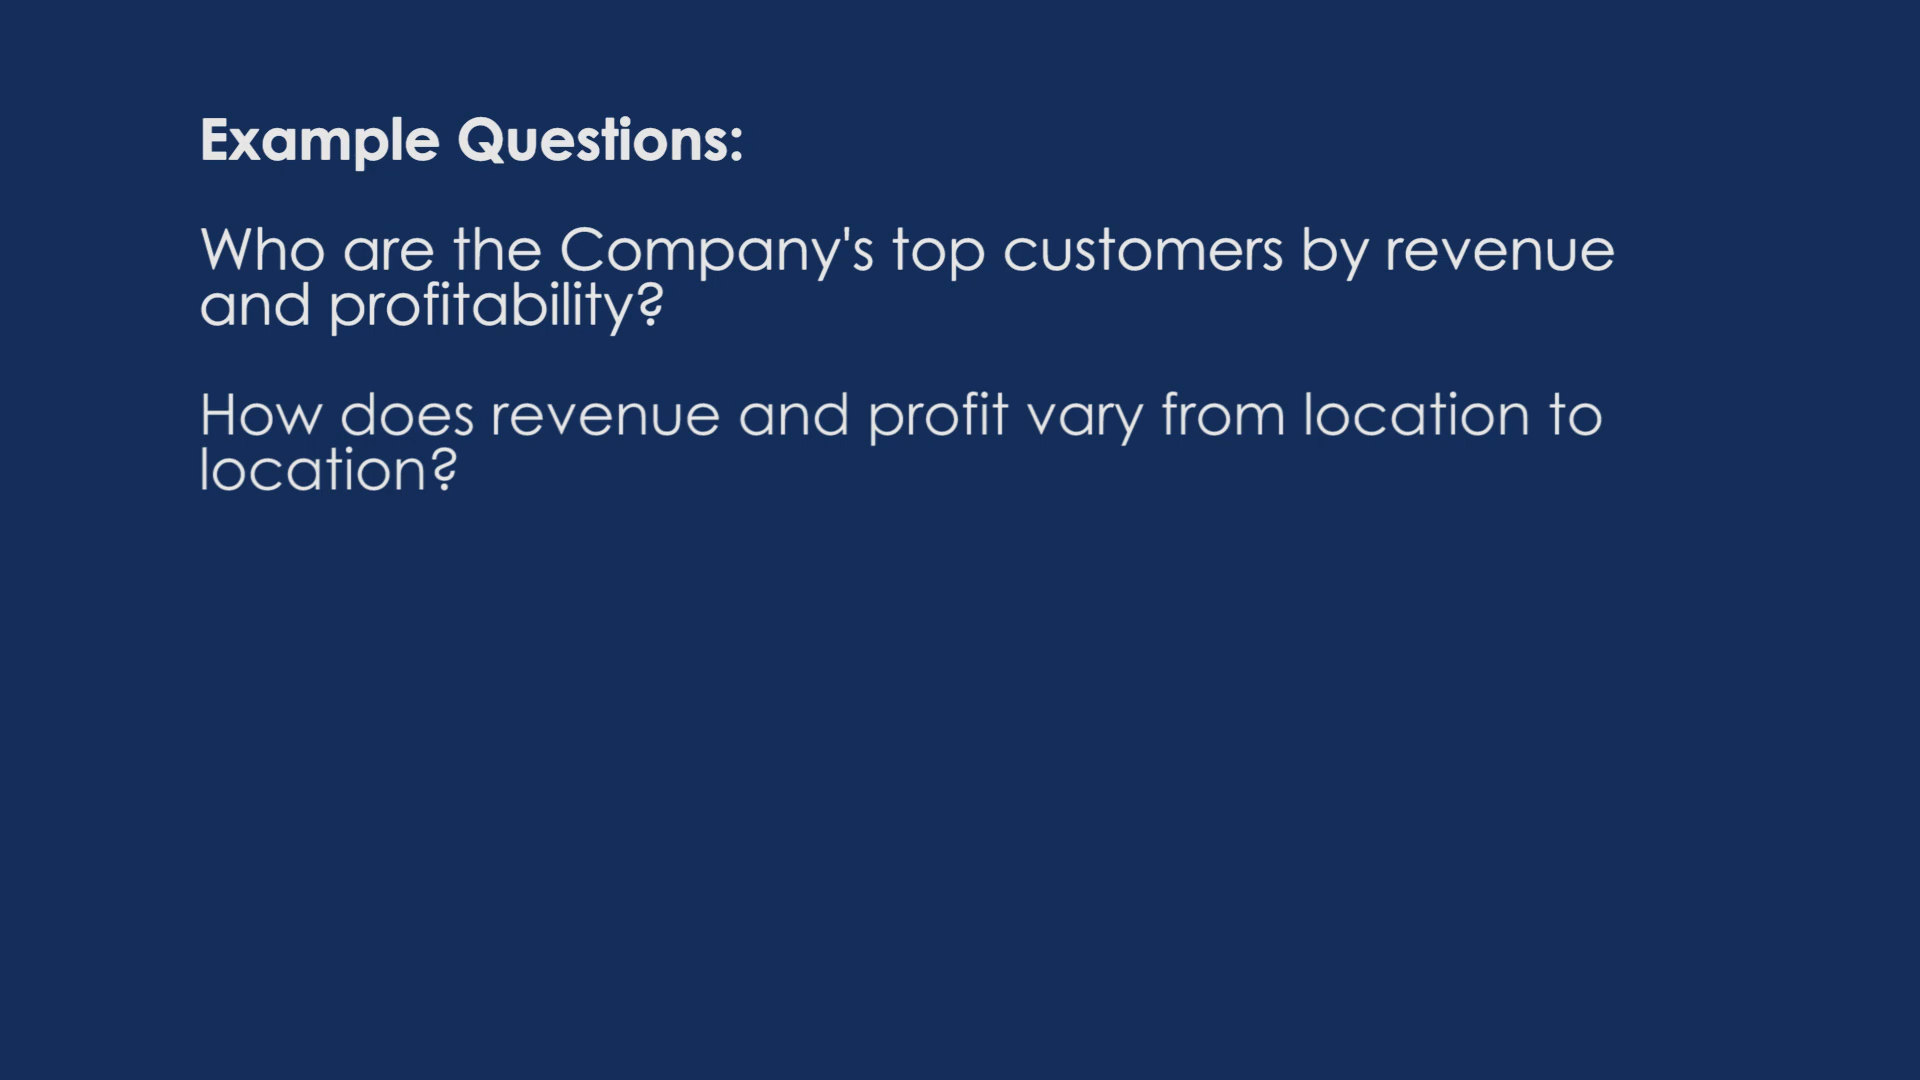 Example Questions:
Who are the Company's top customers by revenue
and profitability?
How does revenue and profit vary from location to
location?